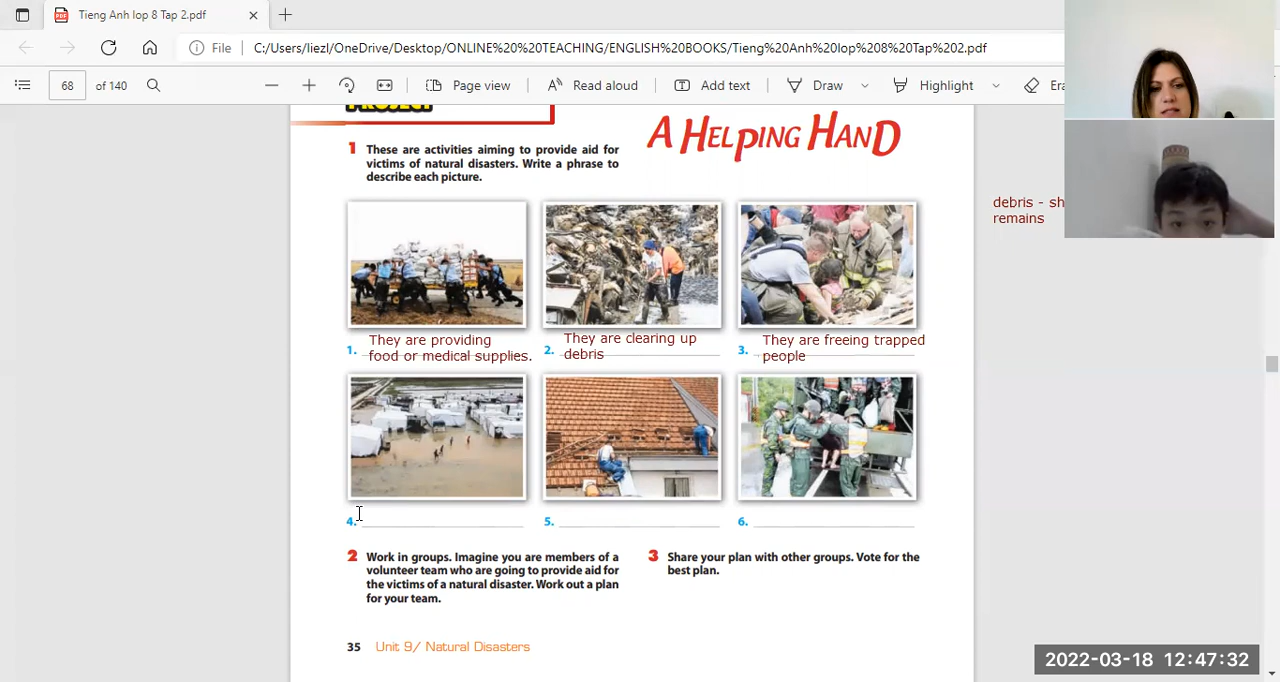 Tieng Anh lop 8 Tap 2.pdf
File C:/Users/liezl/OneDrive/Desktop/ONLINE%20%20TEACHING/ENGLISH%20BOOKS/Tieng%20Anh%20lop%208%20Tap%202.pdf
68 of 140 Page view Read aloud Add text Draw Highlight
PROJECT
A HELPING HAND
1 These are activities aiming to provide aid for
victims of natural disasters. Write a phrase to
describe each picture.
debris -
remains
1. They are providing
food or medical supplies.
2. They are clearing up
debris
3. They are freeing trapped
people
4.
5.
6.
2 Work in groups. Imagine you are members of a
volunteer team who are going to provide aid for
the victims of a natural disaster. Work out a plan
for your team.
3 Share your plan with other groups. Vote for the
best plan.
35 Unit 9/ Natural Disasters
2022-03-18 12:47:32